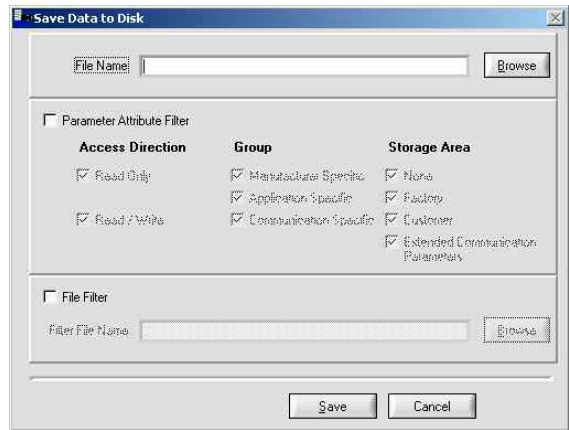 Save Data to Disk
File Name
Browse
Parameter Attribute Filter
Access Direction Group Storage Area
Read Only Manufacturer Specific None
Application Specific Factory
Read / Write Communication Specific Customer
Extended Communication
Parameters
File Filter
Filter File Name
Browse
Save Cancel